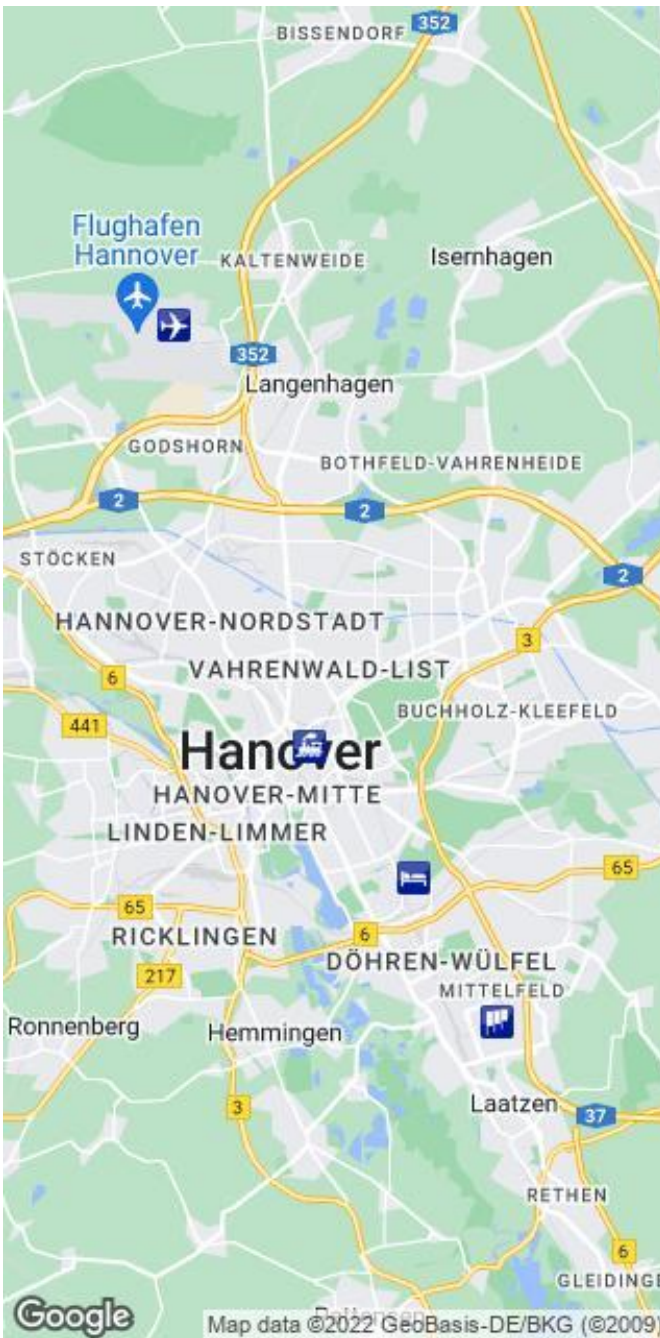 BISSENDORF
352
Flughafen
Hannover
KALTENWEIDE
Isernhagen
352
Langenhagen
GODSHORN
BOTHFELD-VAHRENHEIDE
2
2
STÖCKEN
2
HANNOVER-NORDSTADT
3
VAHRENWALD-LIST
6
BUCHHOLZ-KLEEFELD
441
Hanover
HANOVER-MITTE
LINDEN-LIMMER
65
65
RICKLINGEN
6
DÖHREN-WÜLFEL
217
MITTELFELD
Ronnenberg
Hemmingen
Laatzen
3
37
RETHEN
6
GLEIDINGE
Google
Map data ©2022 GeoBasis-DE/BKG (©2009)